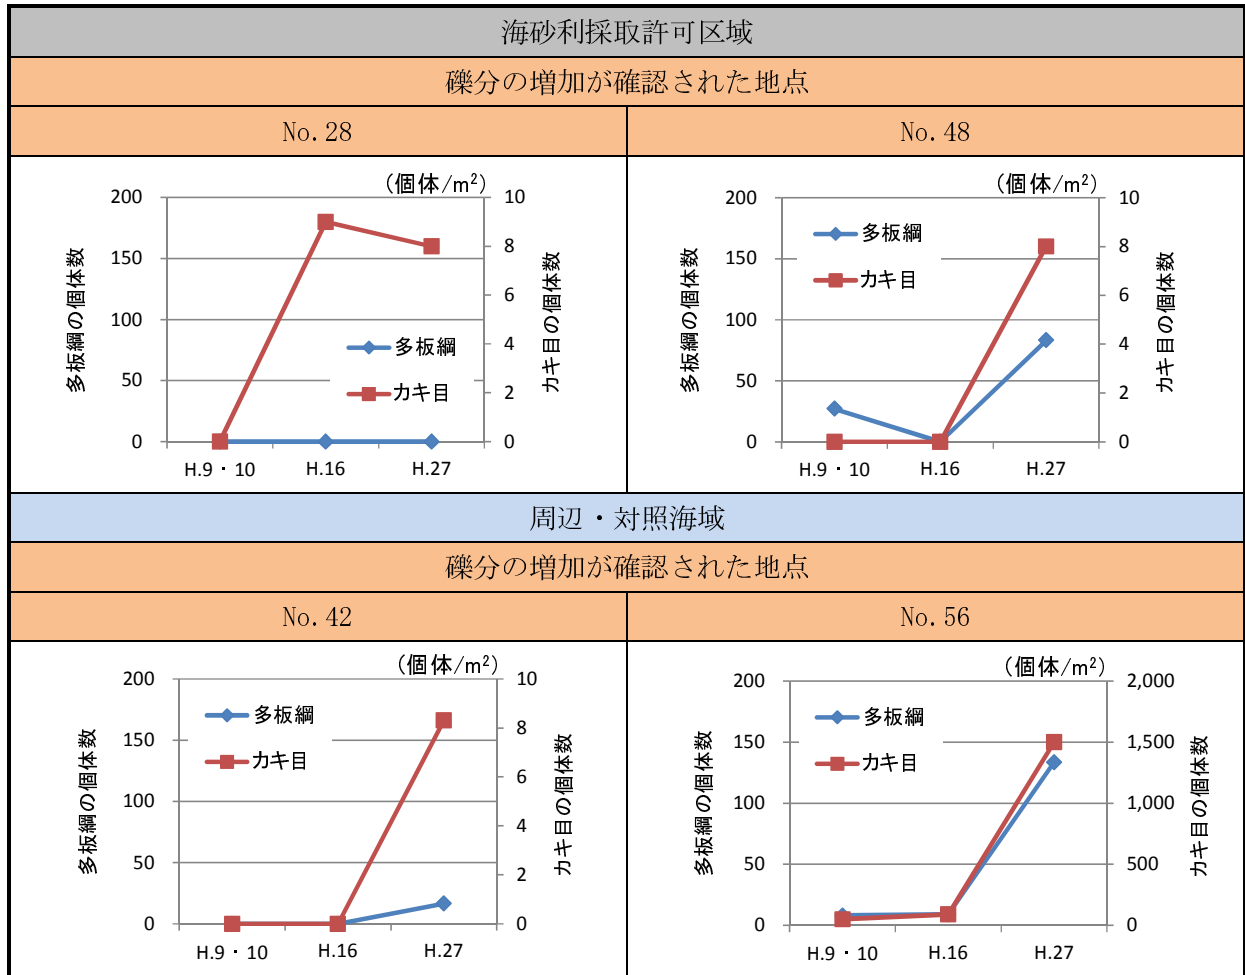 海砂利採取許可区域
礫分の増加が確認された地点
No.28
No.48
(個体/m²)
200
150
100
50
0
多板綱の個体数
10
8
6
4
2
0
カキ目の個体数
多板綱
カキ目
H.9・10
H.16
H.27
(個体/m²)
200
150
100
50
0
多板綱の個体数
10
8
6
4
2
0
カキ目の個体数
多板綱
カキ目
H.9・10
H.16
H.27
周辺・対照海域
礫分の増加が確認された地点
No.42
No.56
(個体/m²)
200
150
100
50
0
多板綱の個体数
10
8
6
4
2
0
カキ目の個体数
多板綱
カキ目
H.9・10
H.16
H.27
(個体/m²)
200
150
100
50
0
多板綱の個体数
2,000
1,500
1,000
500
0
カキ目の個体数
多板綱
カキ目
H.9・10
H.16
H.27